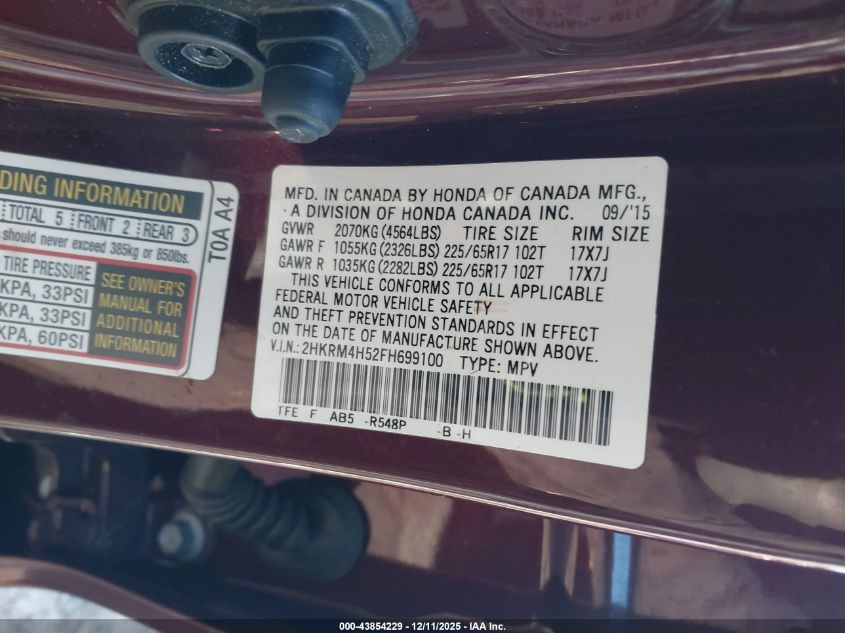 DING INFORMATION
TOTAL 5 FRONT 2 REAR 3
should never exceed 385kg or 850lbs.
TIRE PRESSURE
KPA, 33PSI
KPA, 33PSI
KPA, 60PSI
SEE OWNER'S
MANUAL FOR
ADDITIONAL
INFORMATION
T0A A4
MFD. IN CANADA BY HONDA OF CANADA MFG.,
A DIVISION OF HONDA CANADA INC. 09/'15
GVWR 2070KG (4564LBS) TIRE SIZE RIM SIZE
GAWR F 1055KG (2326LBS) 225/65R17 102T 17X7J
GAWR R 1035KG (2282LBS) 225/65R17 102T 17X7J
THIS VEHICLE CONFORMS TO ALL APPLICABLE
FEDERAL MOTOR VEHICLE SAFETY
AND THEFT PREVENTION STANDARDS IN EFFECT
ON THE DATE OF MANUFACTURE SHOWN ABOVE.
V.I.N.: 2HKRM4H52FH699100 TYPE: MPV
TFE F AB5 -R548P -B -H
000-43854229 - 12/11/2025 - IAA Inc.